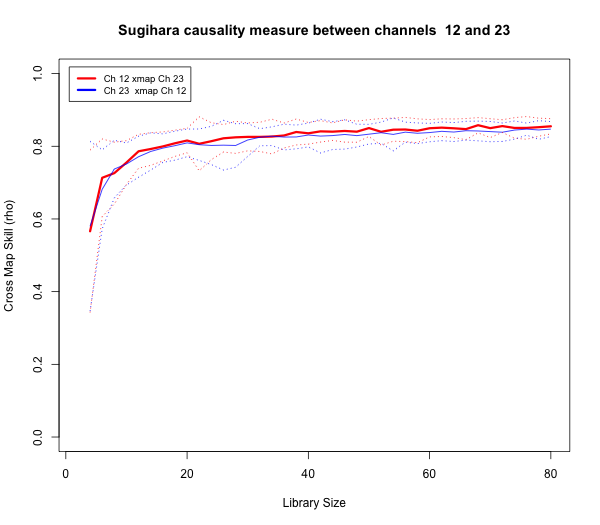 Sugihara causality measure between channels  12 and 23
Ch 12 xmap Ch 23
Ch 23  xmap Ch 12
Cross Map Skill (rho)
1.0
0.8
0.6
0.4
0.2
0.0
0 20 40 60 80
Library Size